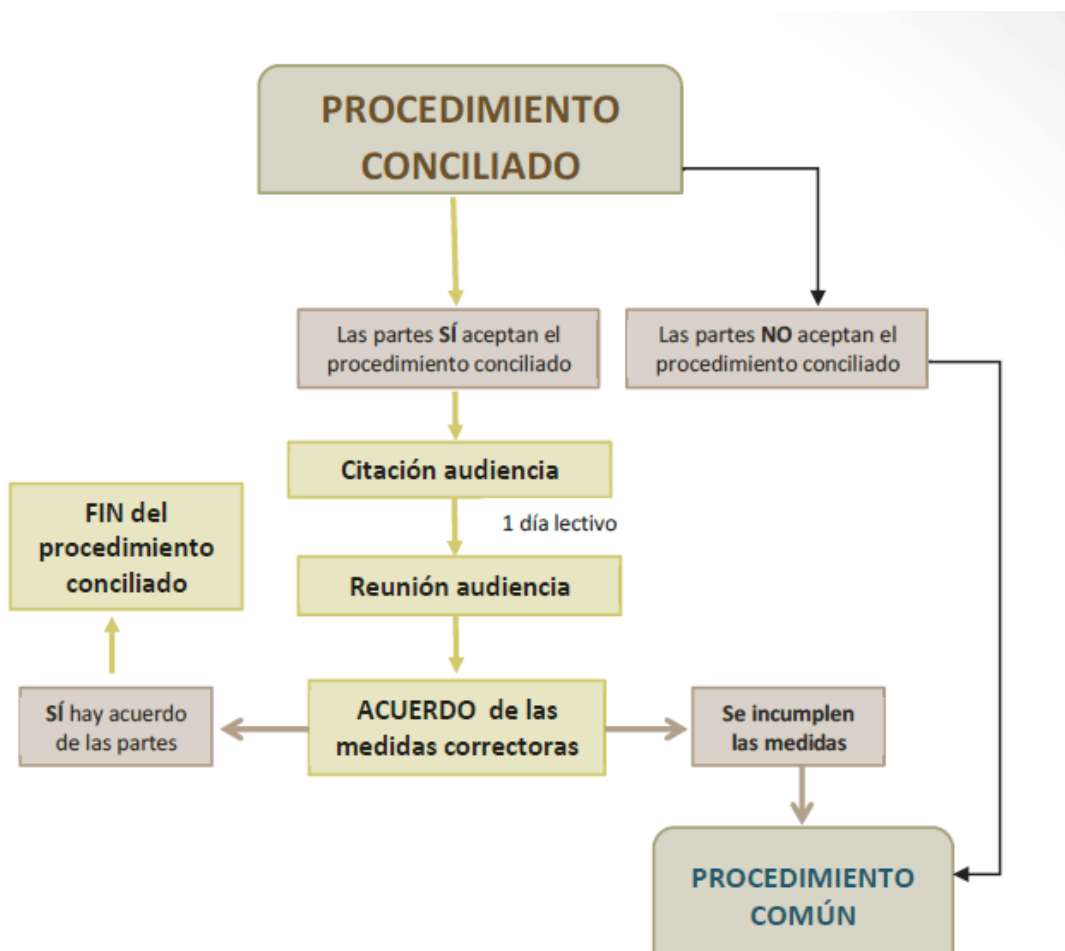 PROCEDIMIENTO
CONCILIADO
Las partes SÍ aceptan el
procedimiento conciliado
Las partes NO aceptan el
procedimiento conciliado
Citación audiencia
1 día lectivo
Reunión audiencia
FIN del
procedimiento
conciliado
SÍ hay acuerdo
de las partes
ACUERDO de las
medidas correctoras
Se incumplen
las medidas
PROCEDIMIENTO
COMÚN